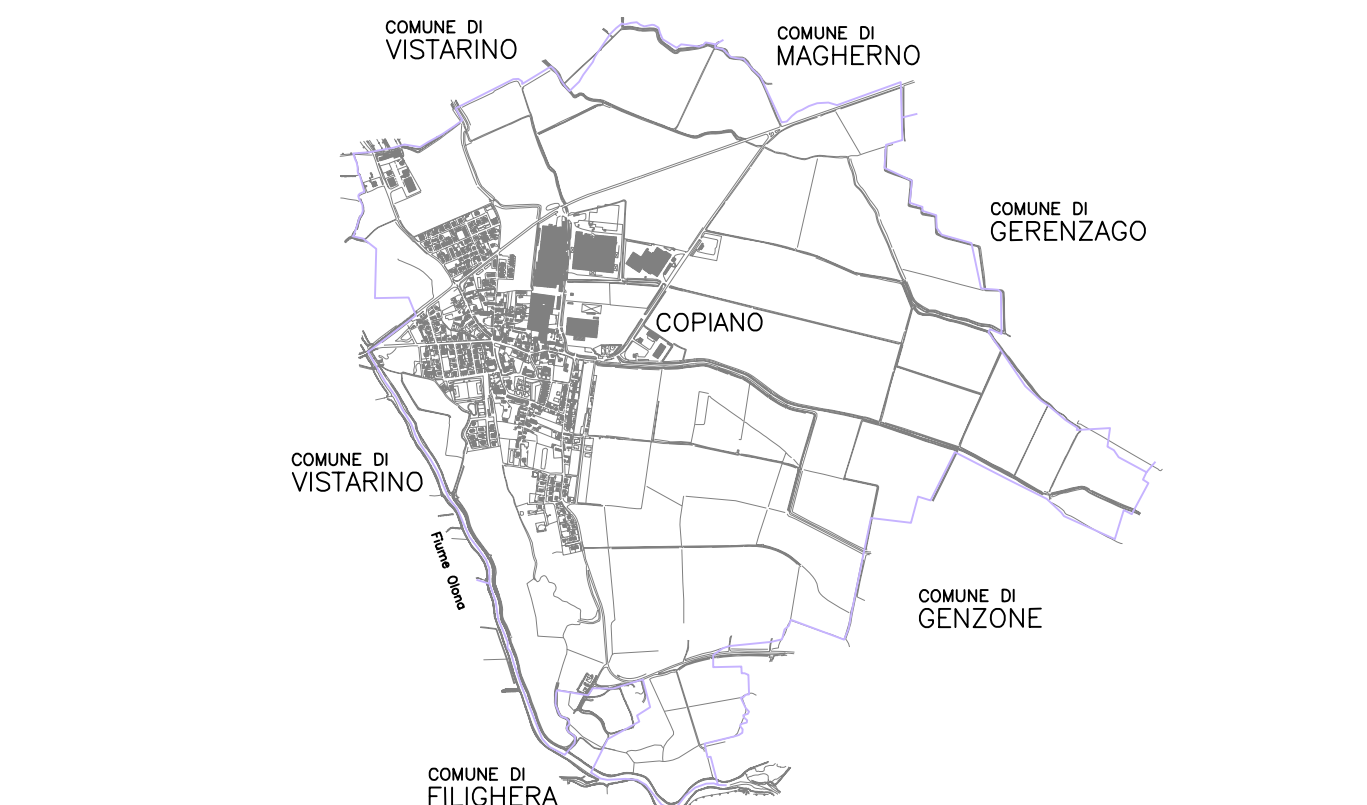 COMUNE DI
VISTARINO
COMUNE DI
MAGHERNO
COMUNE DI
GERENZAGO
COPIANO
COMUNE DI
VISTARINO
Fiume Olona
COMUNE DI
GENZONE
COMUNE DI
FILIGHERA